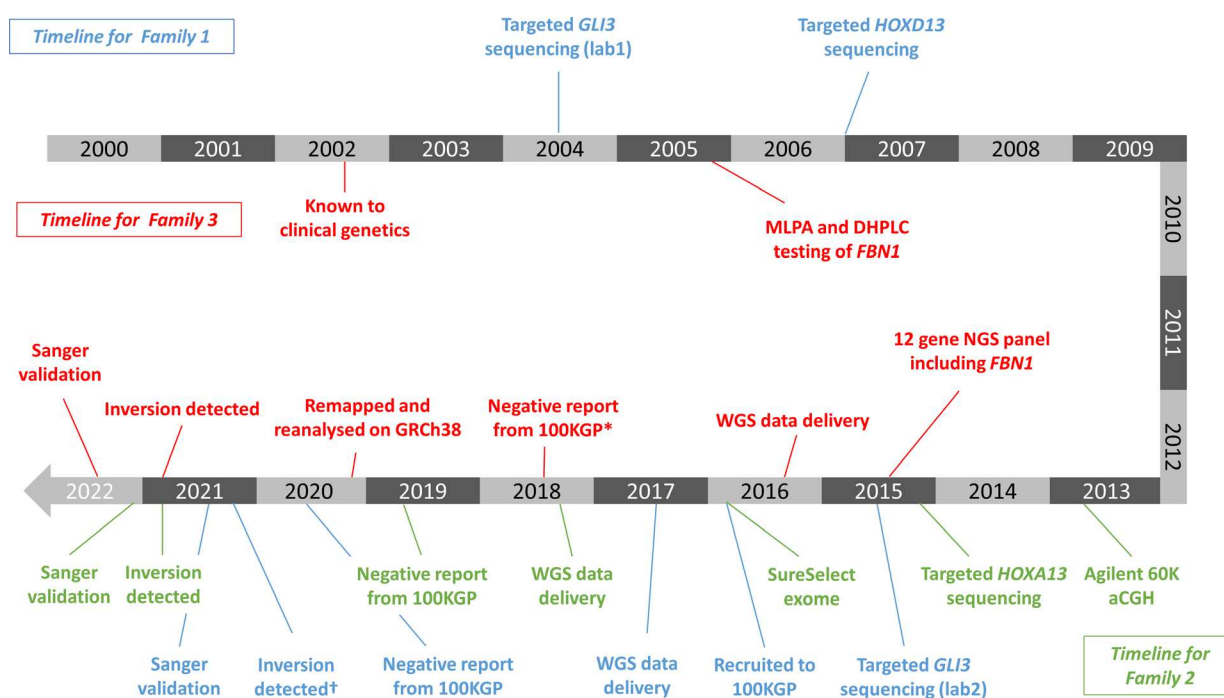 Timeline for Family 1
Targeted GLI3
sequencing (lab1)
Targeted HOXD13
sequencing
2000 2001 2002 2003 2004 2005 2006 2007 2008 2009
Timeline for Family 3
Known to
clinical genetics
MLPA and DHPLC
testing of FBN1
2010
2011
2012
Sanger
validation
Inversion detected
Remapped and
reanalysed on GRCh38
Negative report
from 100KGP*
WGS data delivery
12 gene NGS panel
including FBN1
2022 2021 2020 2019 2018 2017 2016 2015 2014 2013
Sanger
validation
Inversion
detected
Negative report
from 100KGP
WGS data
delivery
SureSelect
exome
Targeted HOXA13
sequencing
Agilent 60K
aCGH
Sanger
validation
Inversion
detected†
Negative report
from 100KGP
WGS data
delivery
Recruited to
100KGP
Targeted GLI3
sequencing (lab2)
Timeline for
Family 2